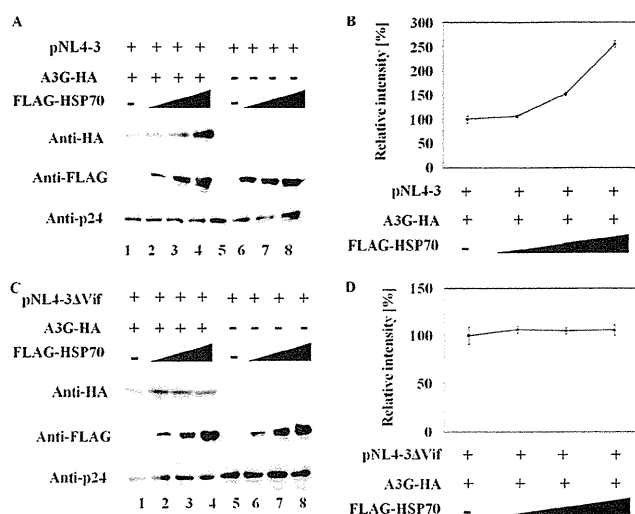 A
pNL4-3 + + + + + + + +
A3G-HA + + + + - - - -
FLAG-HSP70 - -
Anti-HA
Anti-FLAG
Anti-p24
1 2 3 4 5 6 7 8
B
Relative intensity [%]
300
250
200
150
100
50
0
pNL4-3 + + + +
A3G-HA + + + +
FLAG-HSP70 -
C
pNL4-3ΔVif + + + + + + + +
A3G-HA + + + + - - - -
FLAG-HSP70 - -
Anti-HA
Anti-FLAG
Anti-p24
1 2 3 4 5 6 7 8
D
Relative intensity [%]
150
100
50
0
pNL4-3ΔVif + + + +
A3G-HA + + + +
FLAG-HSP70 -